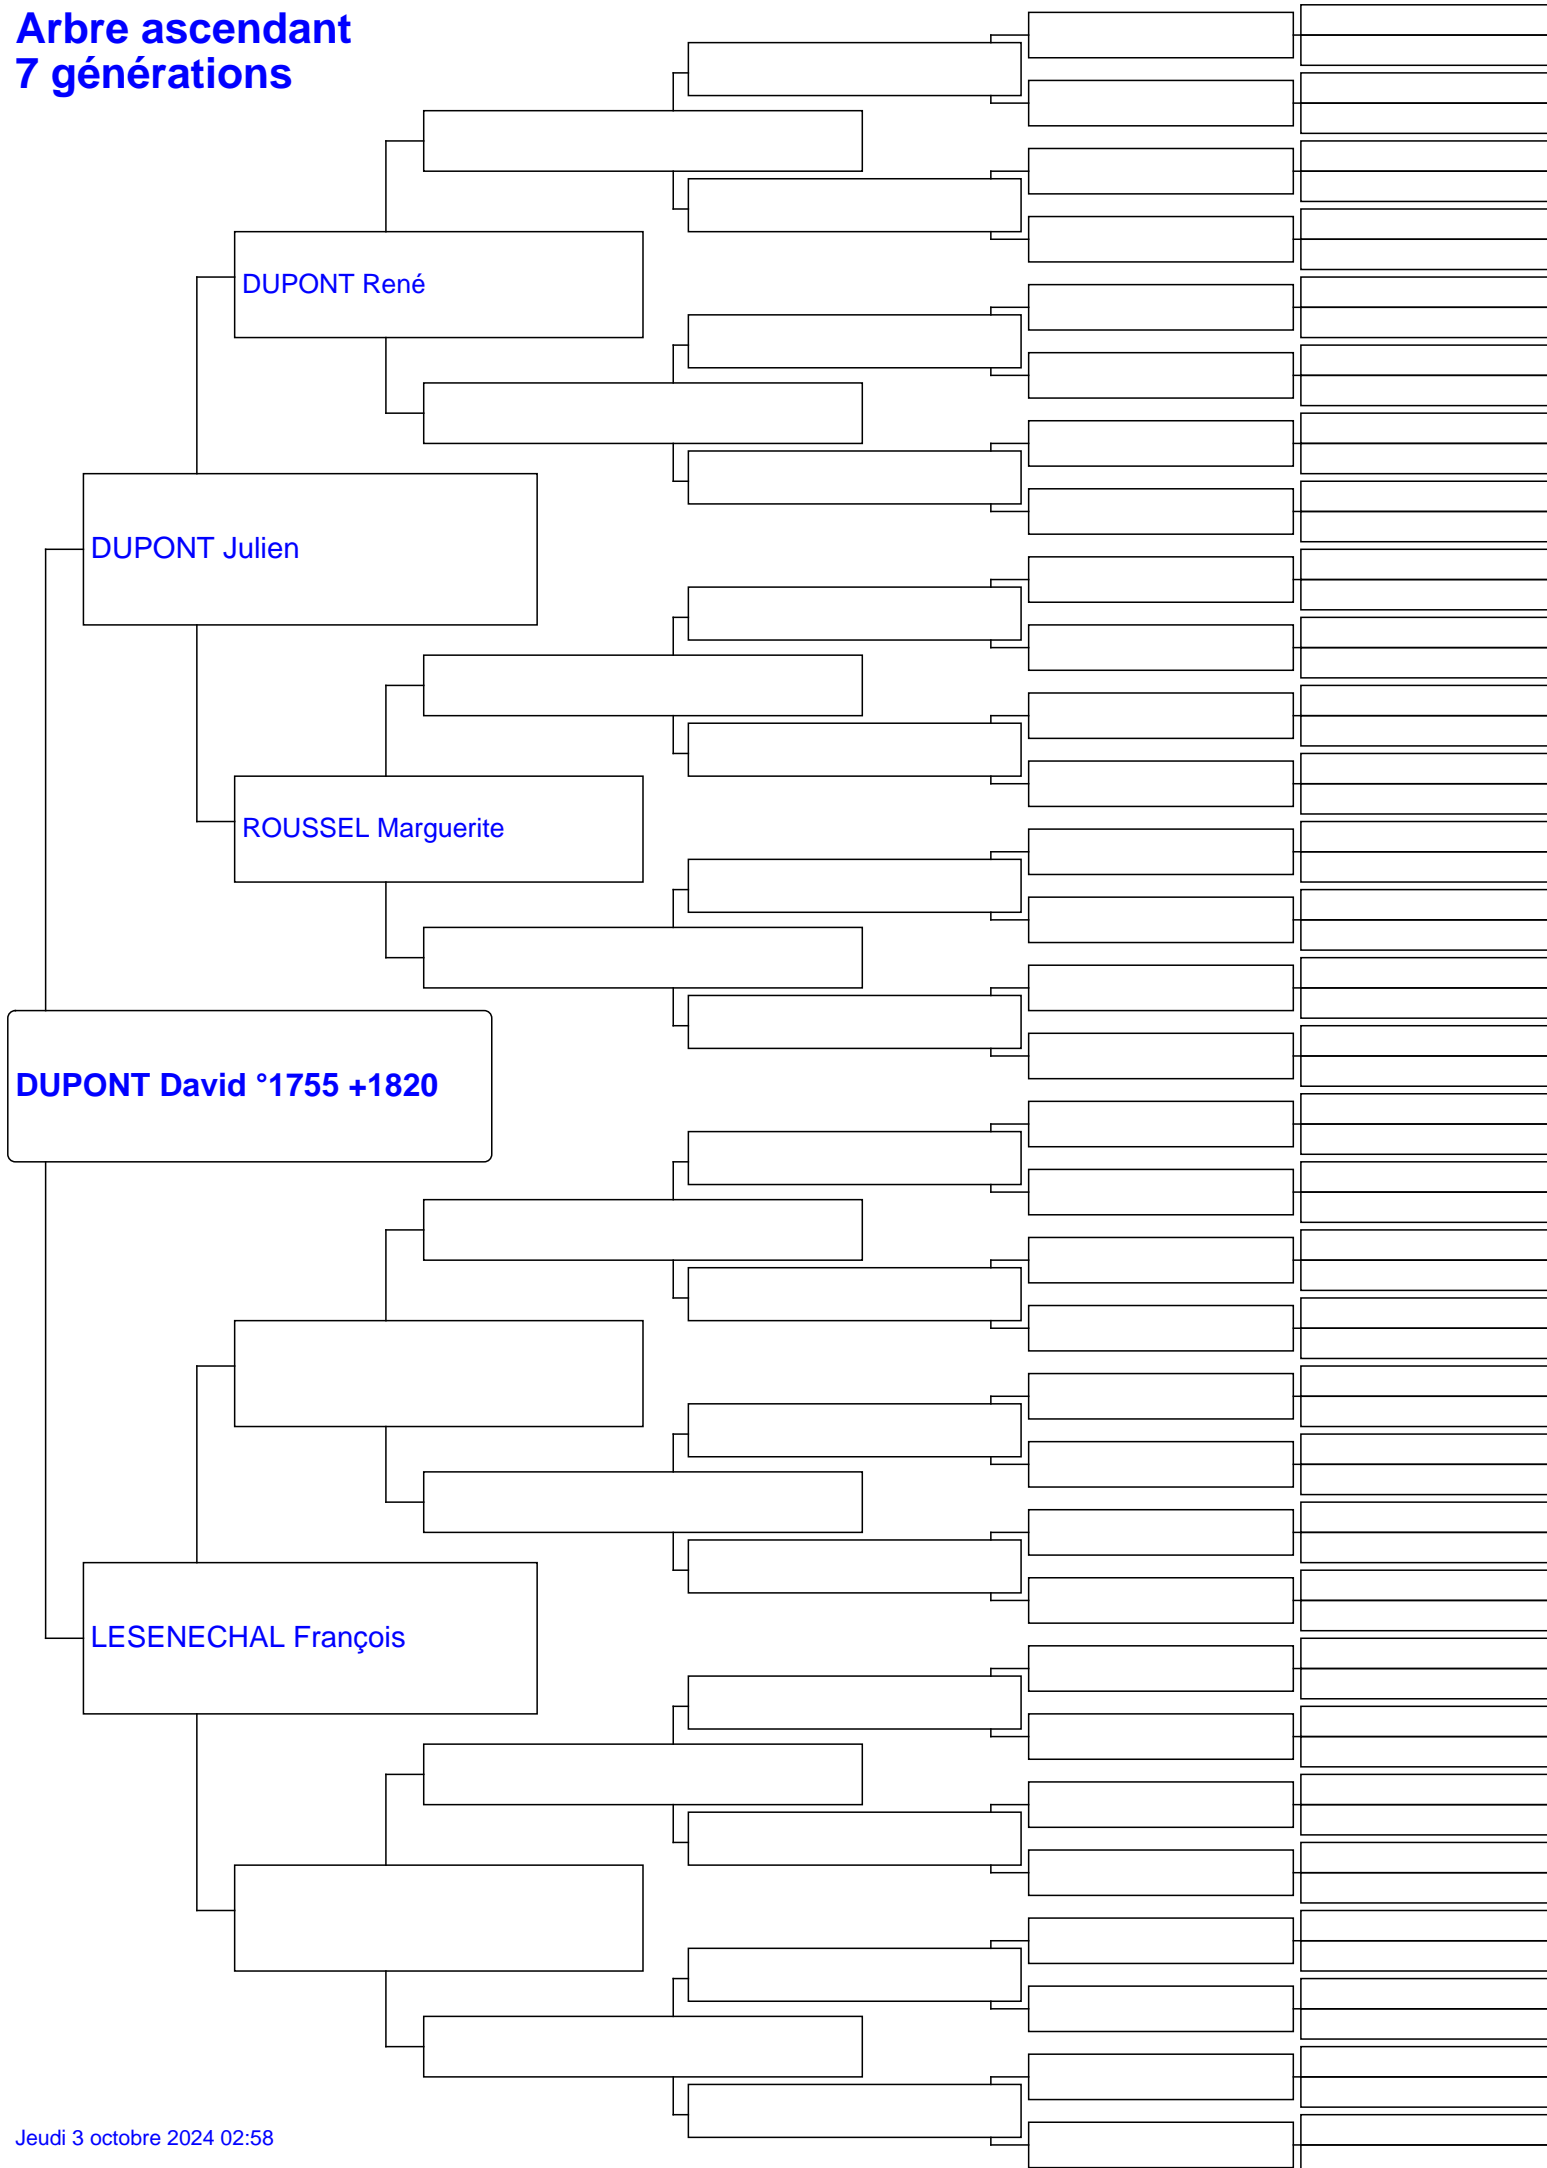 Arbre ascendant
7 générations
DUPONT René
DUPONT Julien
ROUSSEL Marguerite
DUPONT David °1755 +1820
LESENECHAL François
Jeudi 3 octobre 2024 02:58